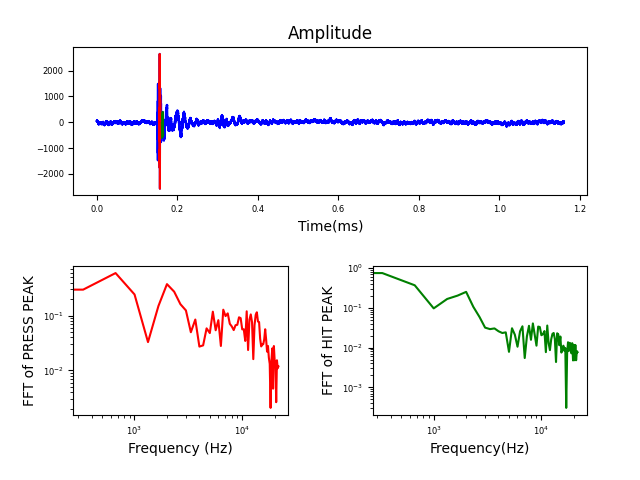 Amplitude
2000
1000
0
−1000
−2000
0.0 0.2 0.4 0.6 0.8 1.0 1.2
Time(ms)
FFT of PRESS PEAK
10⁻¹
10⁻²
10³ 10⁴
Frequency (Hz)
FFT of HIT PEAK
10⁰
10⁻¹
10⁻²
10⁻³
10³ 10⁴
Frequency(Hz)